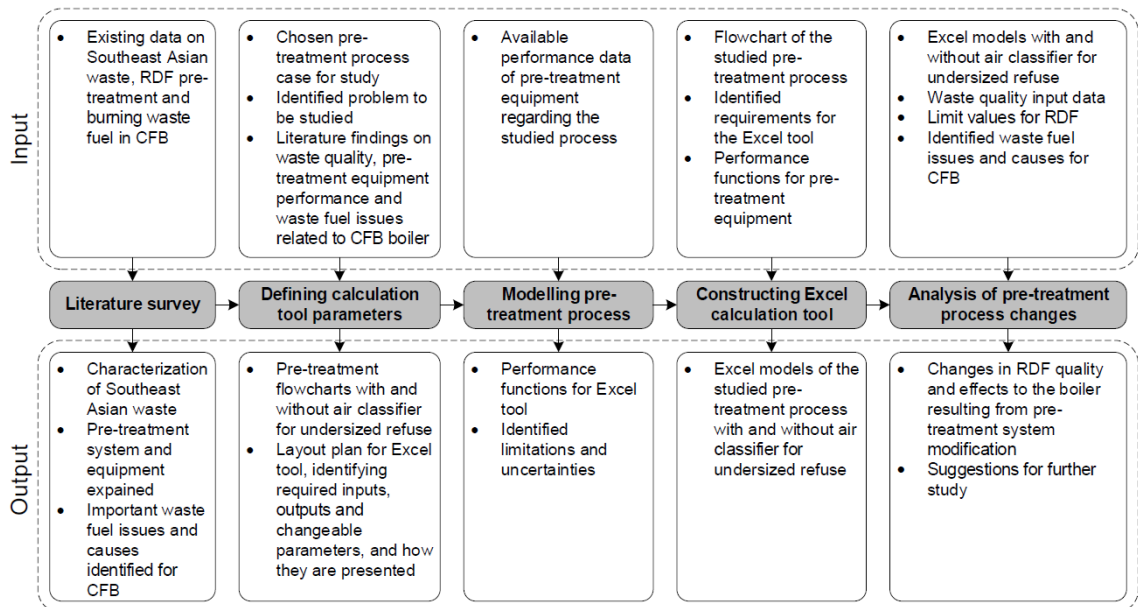 Input
• Existing data on
Southeast Asian
waste, RDF pre-
treatment and
burning waste
fuel in CFB
• Chosen pre-
treatment process
case for study
• Identified problem to
be studied
• Literature findings on
waste quality, pre-
treatment equipment
performance and
waste fuel issues
related to CFB boiler
• Available
performance data
of pre-treatment
equipment
regarding the
studied process
• Flowchart of the
studied pre-
treatment process
• Identified
requirements for
the Excel tool
• Performance
functions for pre-
treatment
equipment
• Excel models with and
without air classifier for
undersized refuse
• Waste quality input data
• Limit values for RDF
• Identified waste fuel
issues and causes for
CFB
Literature survey
Defining calculation
tool parameters
Modelling pre-
treatment process
Constructing Excel
calculation tool
Analysis of pre-treatment
process changes
Output
• Characterization
of Southeast
Asian waste
• Pre-treatment
system and
equipment
expained
• Important waste
fuel issues and
causes
identified for
CFB
• Pre-treatment
flowcharts with and
without air classifier
for undersized refuse
• Layout plan for Excel
tool, identifying
required inputs,
outputs and
changeable
parameters, and how
they are presented
• Performance
functions for Excel
tool
• Identified
limitations and
uncertainties
• Excel models of the
studied pre-
treatment process
with and without air
classifier for
undersized refuse
• Changes in RDF quality
and effects to the boiler
resulting from pre-
treatment system
modification
• Suggestions for further
study